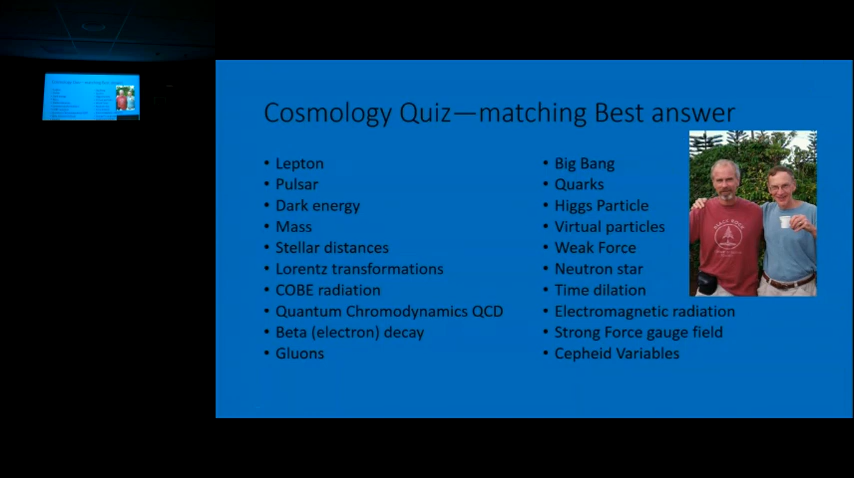 Cosmology Quiz—matching Best answer
• Lepton
• Pulsar
• Dark energy
• Mass
• Stellar distances
• Lorentz transformations
• COBE radiation
• Quantum Chromodynamics QCD
• Beta (electron) decay
• Gluons
• Big Bang
• Quarks
• Higgs Particle
• Virtual particles
• Weak Force
• Neutron star
• Time dilation
• Electromagnetic radiation
• Strong Force gauge field
• Cepheid Variables